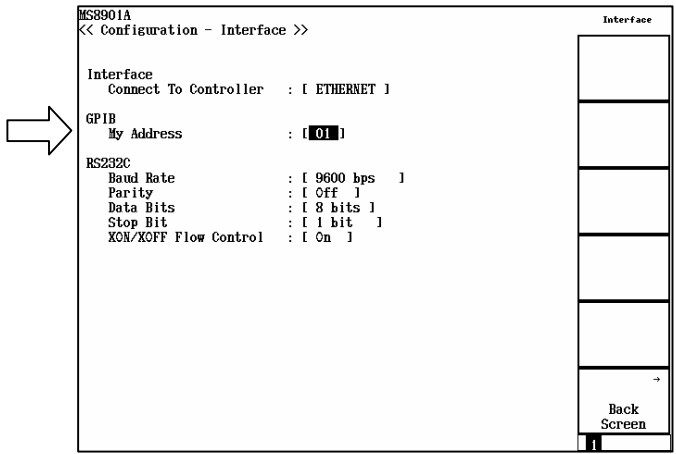 MS8901A
<< Configuration - Interface >>
Interface
Interface
Connect To Controller : [ ETHERNET ]
GPIB
My Address : [ 01 ]
RS232C
Baud Rate : [ 9600 bps ]
Parity : [ Off ]
Data Bits : [ 8 bits ]
Stop Bit : [ 1 bit ]
XON/XOFF Flow Control : [ On ]
→
Back
Screen
1